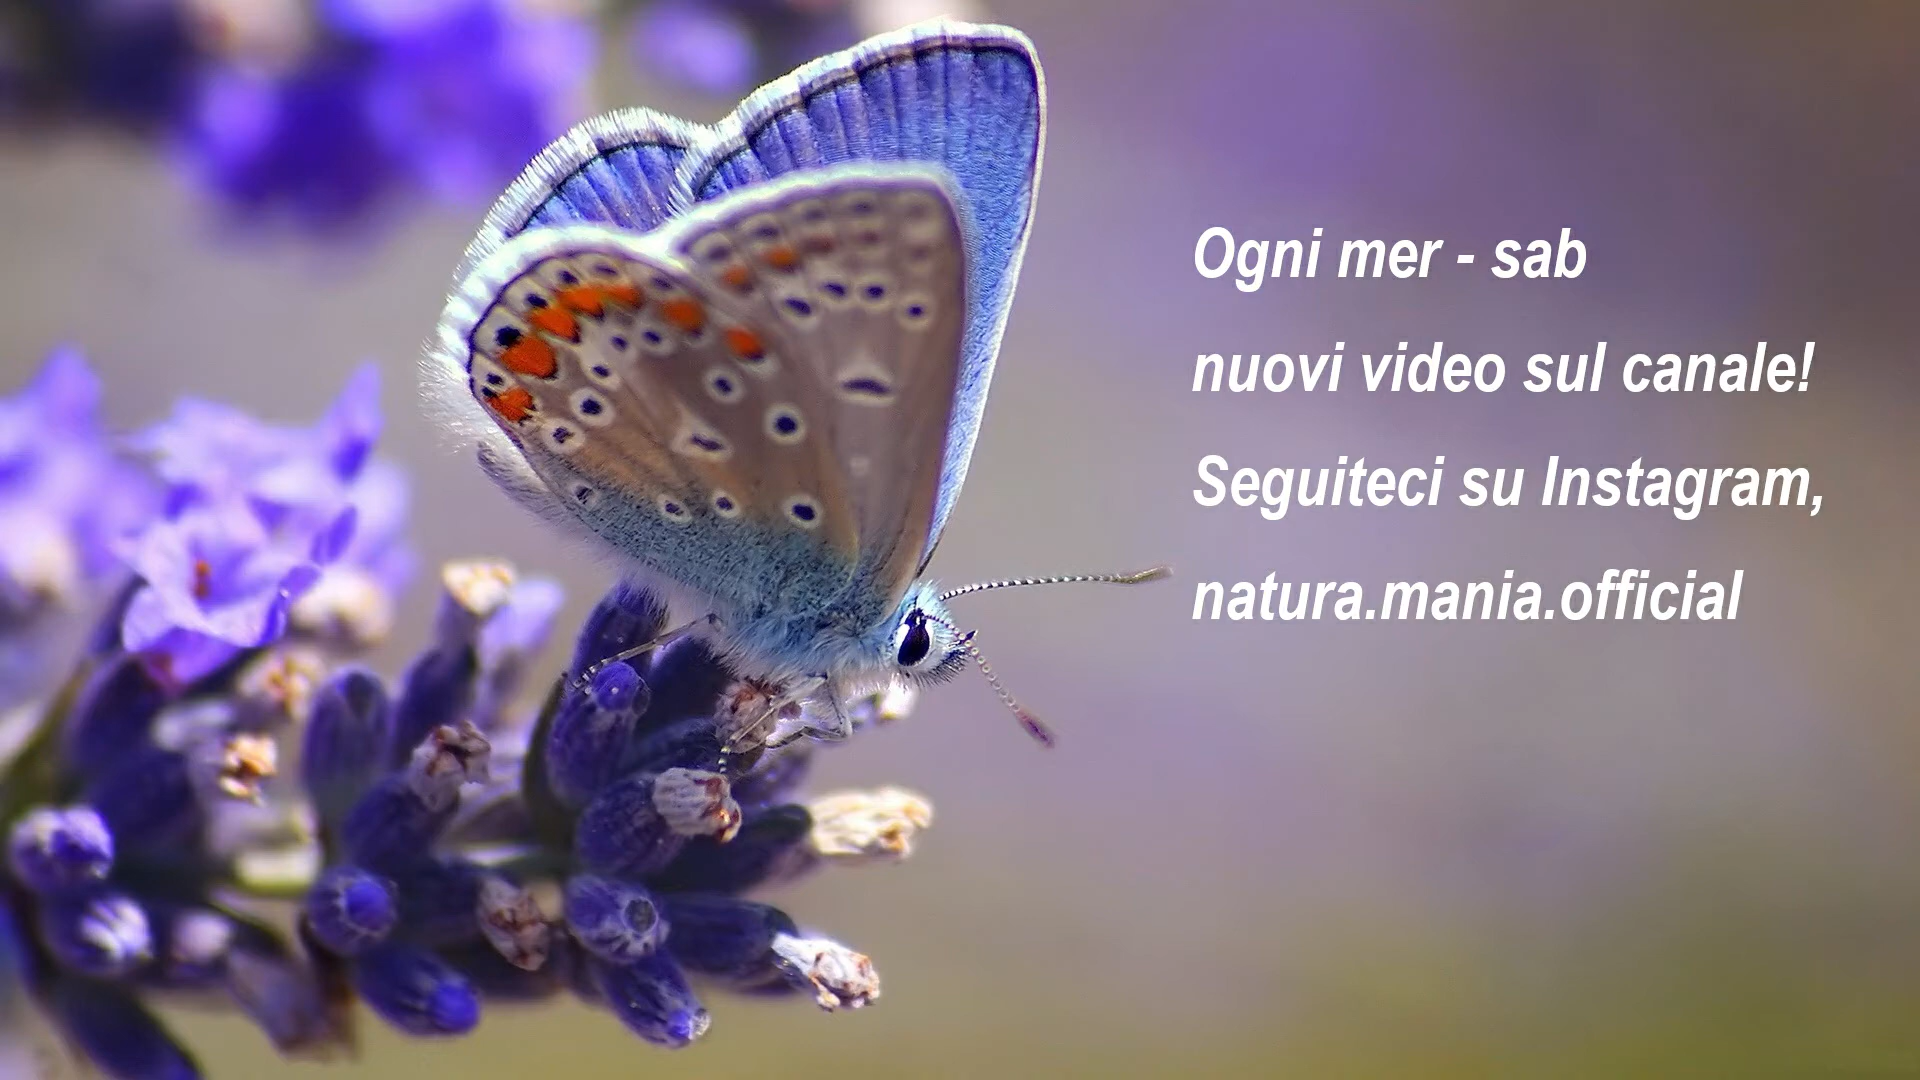 Ogni mer - sab
nuovi video sul canale!
Seguiteci su Instagram,
natura.mania.official